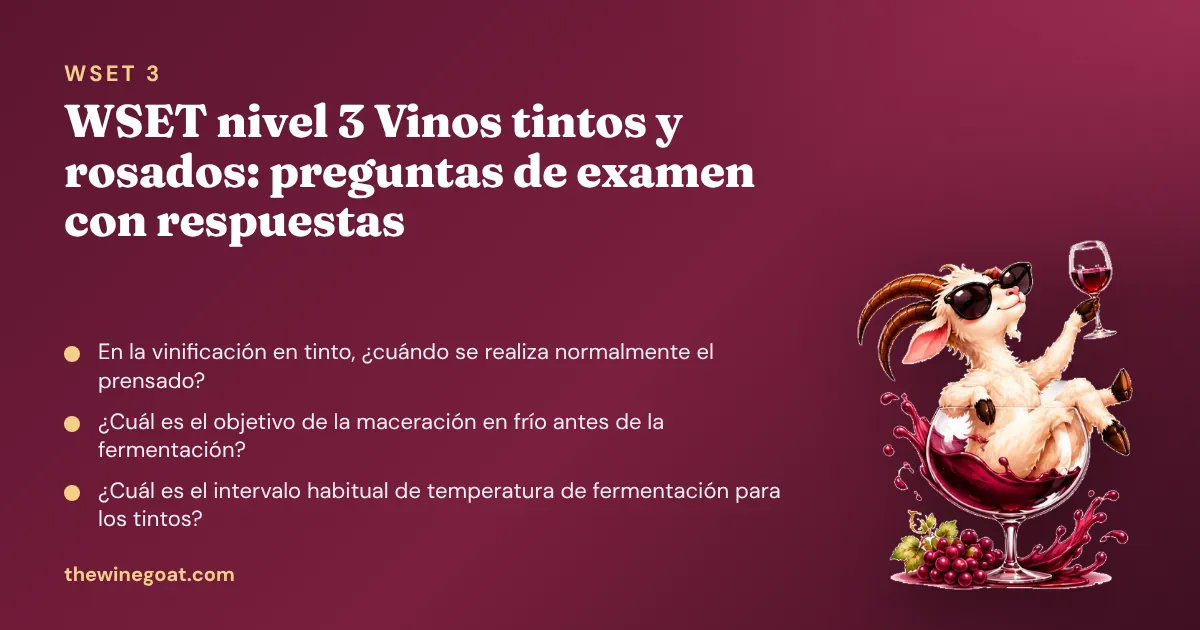 WSET 3
WSET nivel 3 Vinos tintos y
rosados: preguntas de examen
con respuestas
En la vinificación en tinto, ¿cuándo se realiza normalmente el
prensado?
¿Cuál es el objetivo de la maceración en frío antes de la
fermentación?
¿Cuál es el intervalo habitual de temperatura de fermentación para
los tintos?
thewinegoat.com